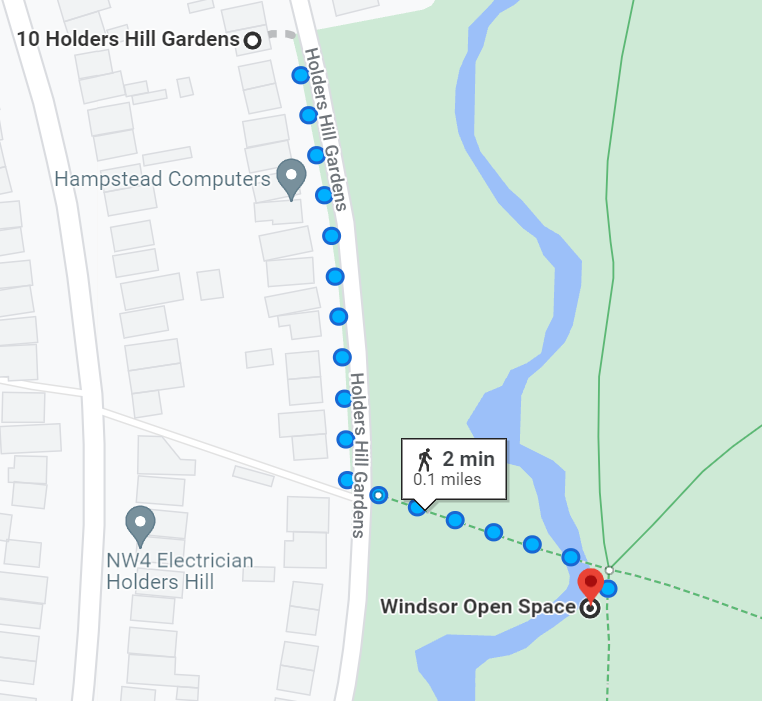 10 Holders Hill Gardens
Holders Hill Gardens
Hampstead Computers
Holders Hill Gardens
2 min
0.1 miles
NW4 Electrician
Holders Hill
Windsor Open Space